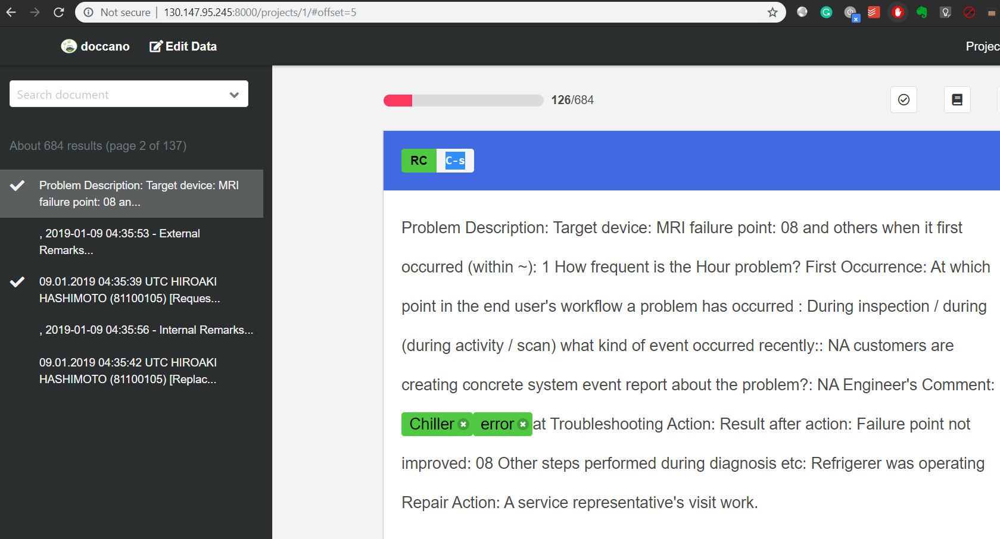 Not secure | 130.147.95.245:8000/projects/1/#offset=5
doccano Edit Data
Projec
Search document
126/684
About 684 results (page 2 of 137)
Problem Description: Target device: MRI
failure point: 08 an...
, 2019-01-09 04:35:53 - External
Remarks...
09.01.2019 04:35:39 UTC HIROAKI
HASHIMOTO (81100105) [Reques...
, 2019-01-09 04:35:56 - Internal Remarks...
09.01.2019 04:35:42 UTC HIROAKI
HASHIMOTO (81100105) [Replac...
RC C-s
Problem Description: Target device: MRI failure point: 08 and others when it first
occurred (within ~): 1 How frequent is the Hour problem? First Occurrence: At which
point in the end user's workflow a problem has occurred : During inspection / during
(during activity / scan) what kind of event occurred recently:: NA customers are
creating concrete system event report about the problem?: NA Engineer's Comment:
Chiller error at Troubleshooting Action: Result after action: Failure point not
improved: 08 Other steps performed during diagnosis etc: Refrigerer was operating
Repair Action: A service representative's visit work.